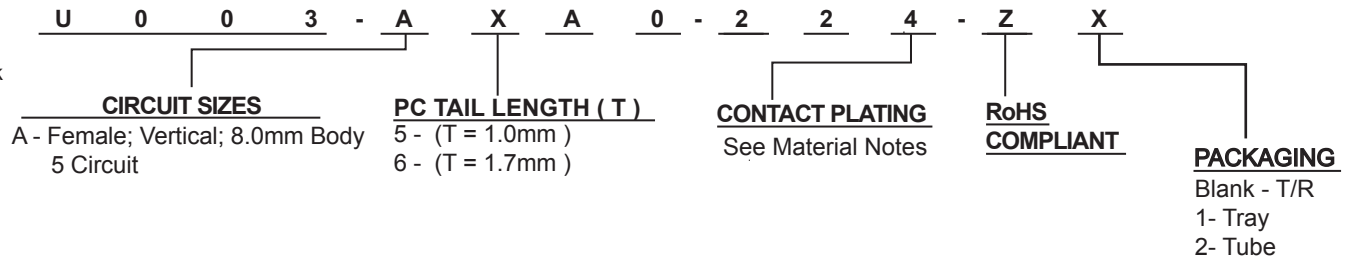 U 0 0 3 - A X A 0 - 2 2 4 - Z X
k
CIRCUIT SIZES
A - Female; Vertical; 8.0mm Body
5 Circuit
PC TAIL LENGTH ( T )
5 - (T = 1.0mm )
6 - (T = 1.7mm )
CONTACT PLATING
See Material Notes
RoHS
COMPLIANT
PACKAGING
Blank - T/R
1- Tray
2- Tube